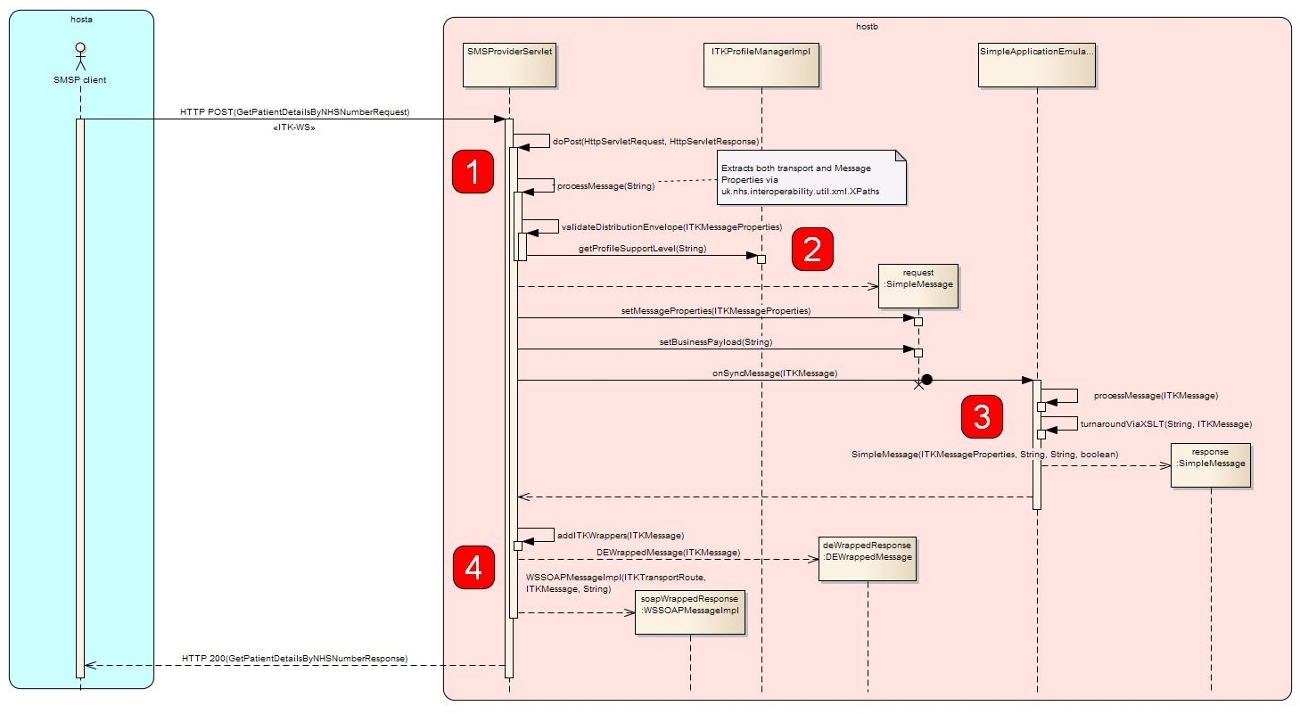 hosta
hostb
SMSP client
SMSProviderServlet
ITKProfileManagerImpl
SimpleApplicationEmula...
HTTP POST(GetPatientDetailsByNHSNumberRequest)
«ITK-WS»
doPost(HttpServletRequest, HttpServletResponse)
1
processMessage(String)
Extracts both transport and Message
Properties via
uk.nhs.interoperability.util.xml.XPaths
validateDistributionEnvelope(ITKMessageProperties)
getProfileSupportLevel(String)
2
request
:SimpleMessage
setMessageProperties(ITKMessageProperties)
setBusinessPayload(String)
onSyncMessage(ITKMessage)
3
processMessage(ITKMessage)
turnaroundViaXSLT(String, ITKMessage)
SimpleMessage(ITKMessageProperties, String, String, boolean)
response
:SimpleMessage
4
addITKWrappers(ITKMessage)
DEWrappedMessage(ITKMessage)
deWrappedResponse
:DEWrappedMessage
WSSOAPMessageImpl(ITKTransportRoute,
ITKMessage, String)
soapWrappedResponse
:WSSOAPMessageImpl
HTTP 200(GetPatientDetailsByNHSNumberResponse)